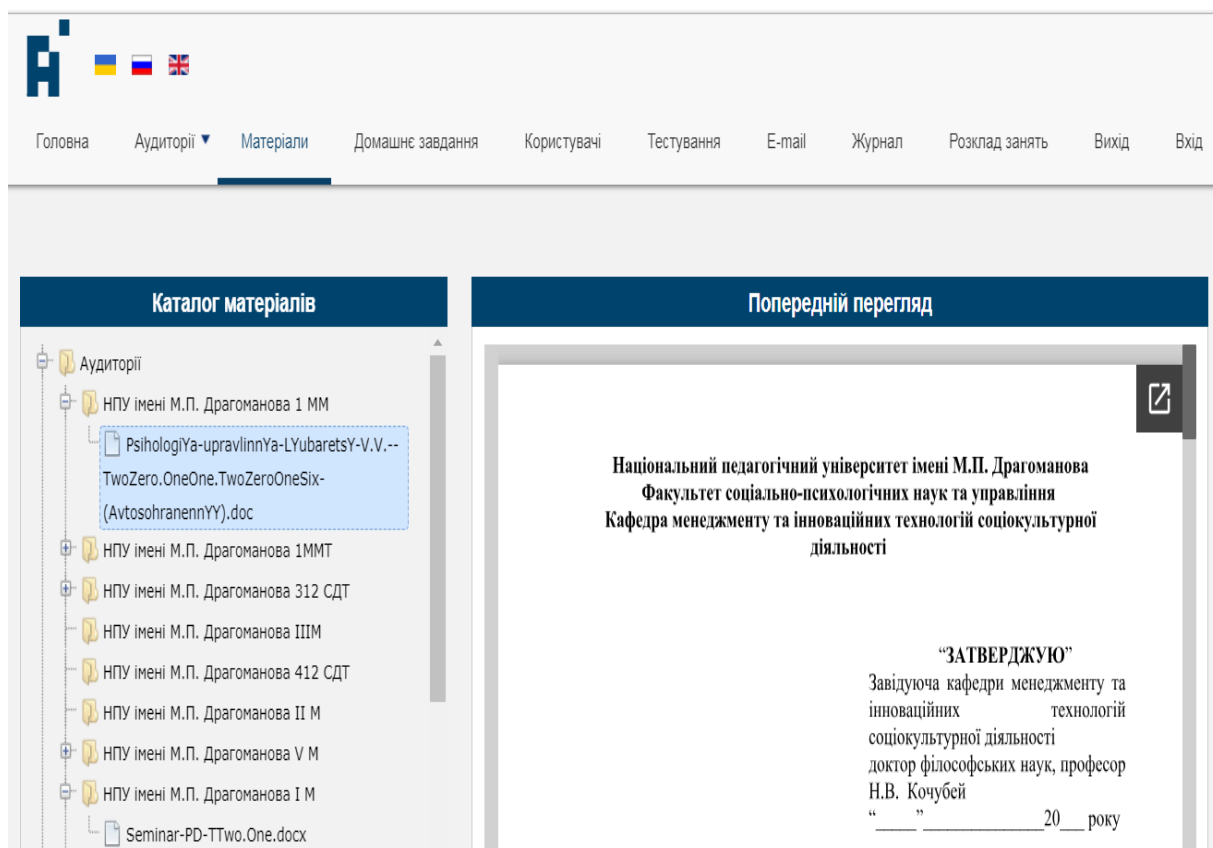 Головна Аудиторії Матеріали Домашнє завдання Користувачі Тестування E-mail Журнал Розклад занять Вихід Вхід
Каталог матеріалів
Аудиторії
НПУ імені М.П. Драгоманова 1 ММ
PsihologiYa-upravlinnYa-LYubaretsY-V.V.--
TwoZero.OneOne.TwoZeroOneSix-
(AvtosohranennYY).doc
НПУ імені М.П. Драгоманова 1ММТ
НПУ імені М.П. Драгоманова 312 СДТ
НПУ імені М.П. Драгоманова IIIМ
НПУ імені М.П. Драгоманова 412 СДТ
НПУ імені М.П. Драгоманова II М
НПУ імені М.П. Драгоманова V М
НПУ імені М.П. Драгоманова I М
Seminar-PD-TTwo.One.docx
Попередній перегляд
Національний педагогічний університет імені М.П. Драгоманова
Факультет соціально-психологічних наук та управління
Кафедра менеджменту та інноваційних технологій соціокультурної
діяльності
“ЗАТВЕРДЖУЮ”
Завідуюча кафедри менеджменту та
інноваційних технологій
соціокультурної діяльності
доктор філософських наук, професор
Н.В. Кочубей
“_____”_______________20___ року